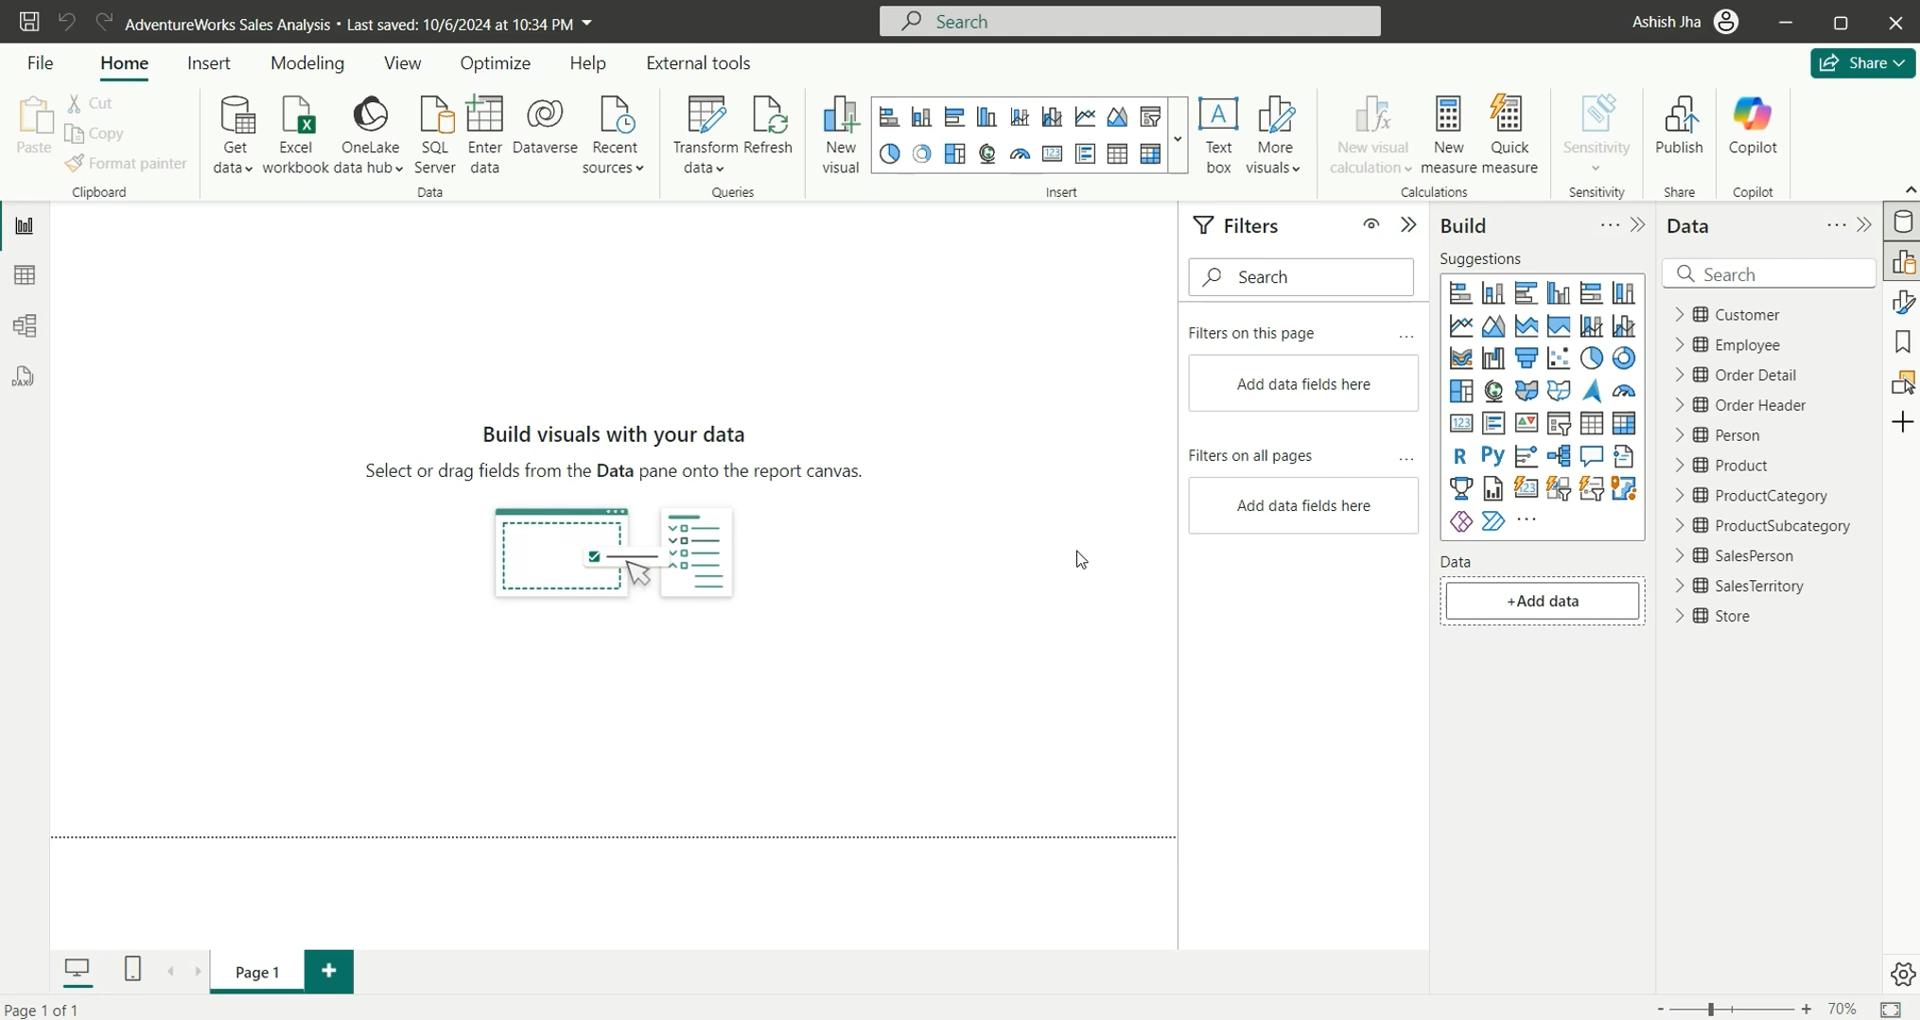 AdventureWorks Sales Analysis • Last saved: 10/6/2024 at 10:34 PM
Search
Ashish Jha
File
Home
Insert
Modeling
View
Optimize
Help
External tools
Share
Paste
Cut
Copy
Format painter
Clipboard
Get
data
Excel
workbook
OneLake
data hub
SQL
Server
Enter
data
Dataverse
Recent
sources
Data
Transform
data
Refresh
Queries
New
visual
123
Insert
A
Text
box
More
visuals
New visual
calculation
New
measure
Quick
measure
Calculations
Sensitivity
Sensitivity
Publish
Share
Copilot
Copilot
DAX
Build visuals with your data
Select or drag fields from the Data pane onto the report canvas.
Filters
Search
Filters on this page
Add data fields here
Filters on all pages
Add data fields here
Build
Suggestions
123
R
Py
123
Data
+Add data
Data
Search
Customer
Employee
Order Detail
Order Header
Person
Product
ProductCategory
ProductSubcategory
SalesPerson
SalesTerritory
Store
Page 1
Page 1 of 1
- + 70%